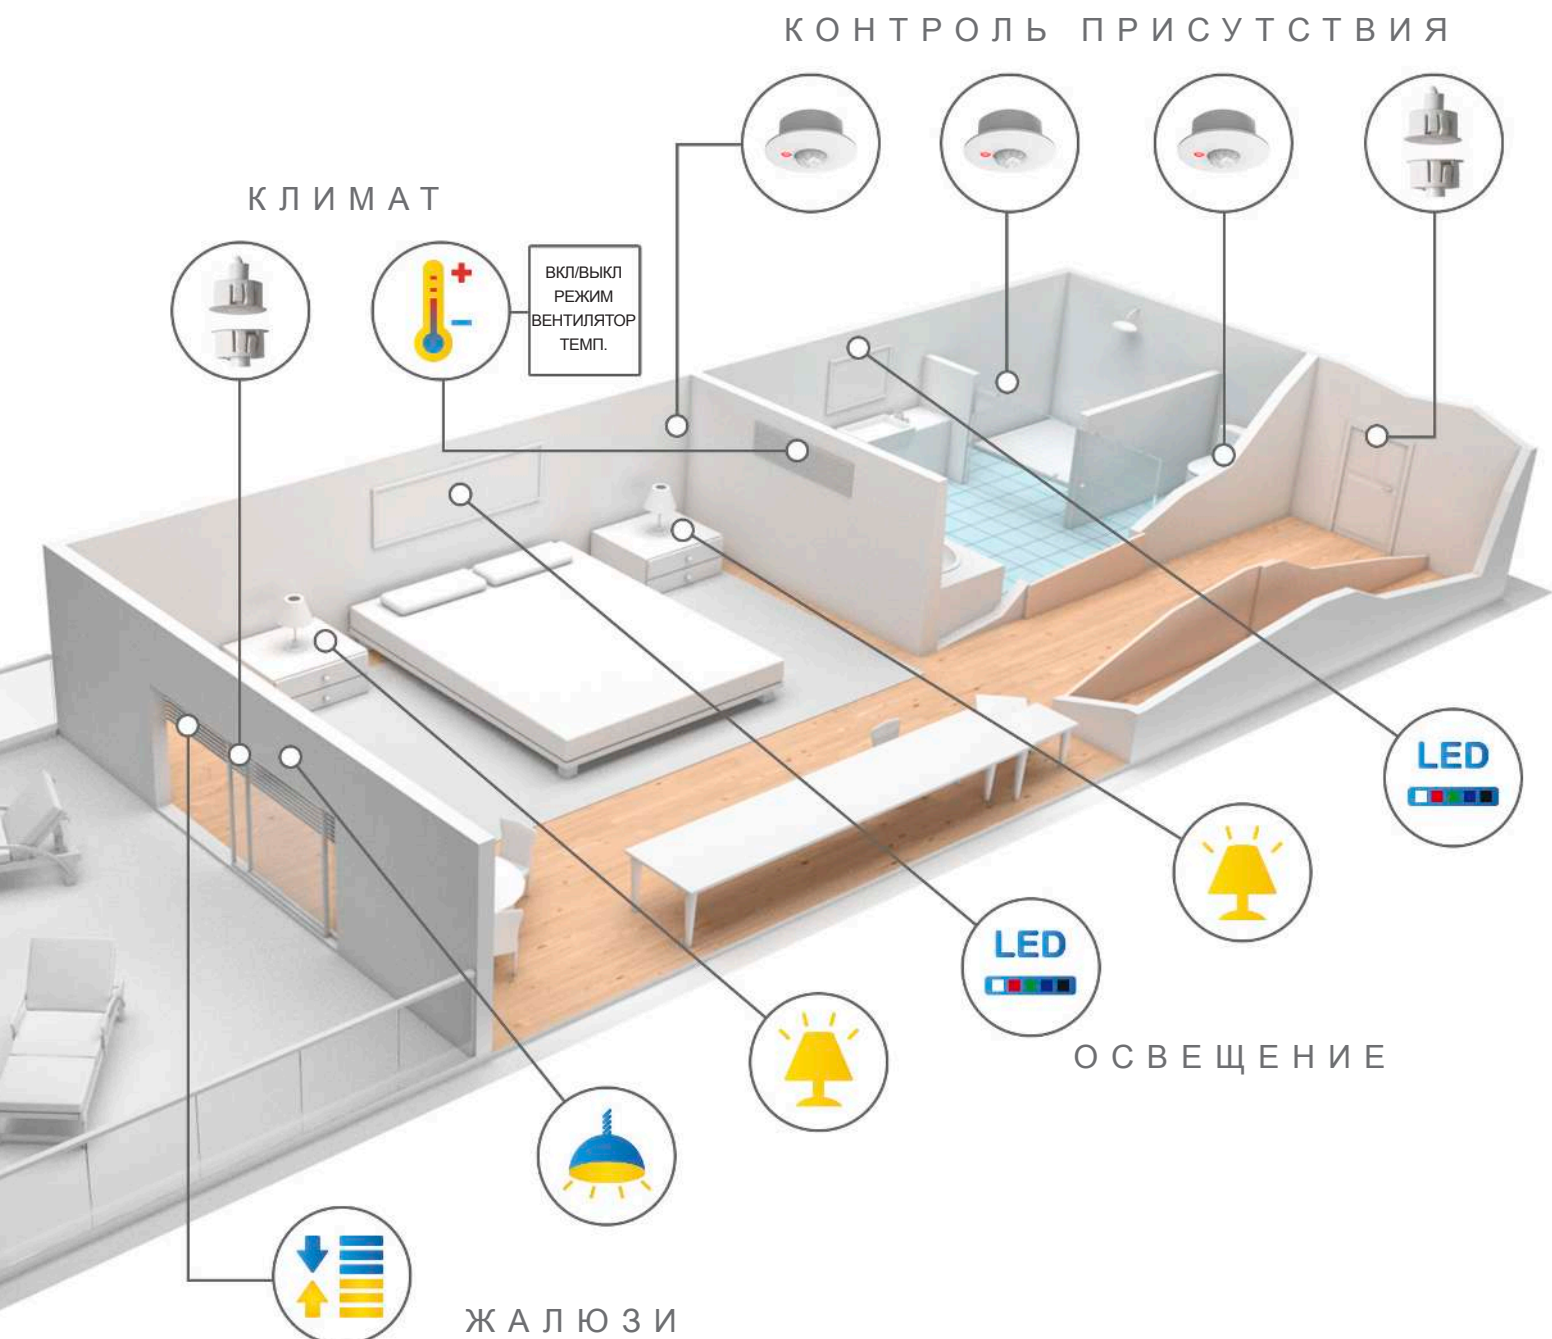 КОНТРОЛЬ ПРИСУТСТВИЯ
КЛИМАТ
ВКЛ/ВЫКЛ
РЕЖИМ
ВЕНТИЛЯТОР
ТЕМП.
LED
LED
ОСВЕЩЕНИЕ
ЖАЛЮЗИ